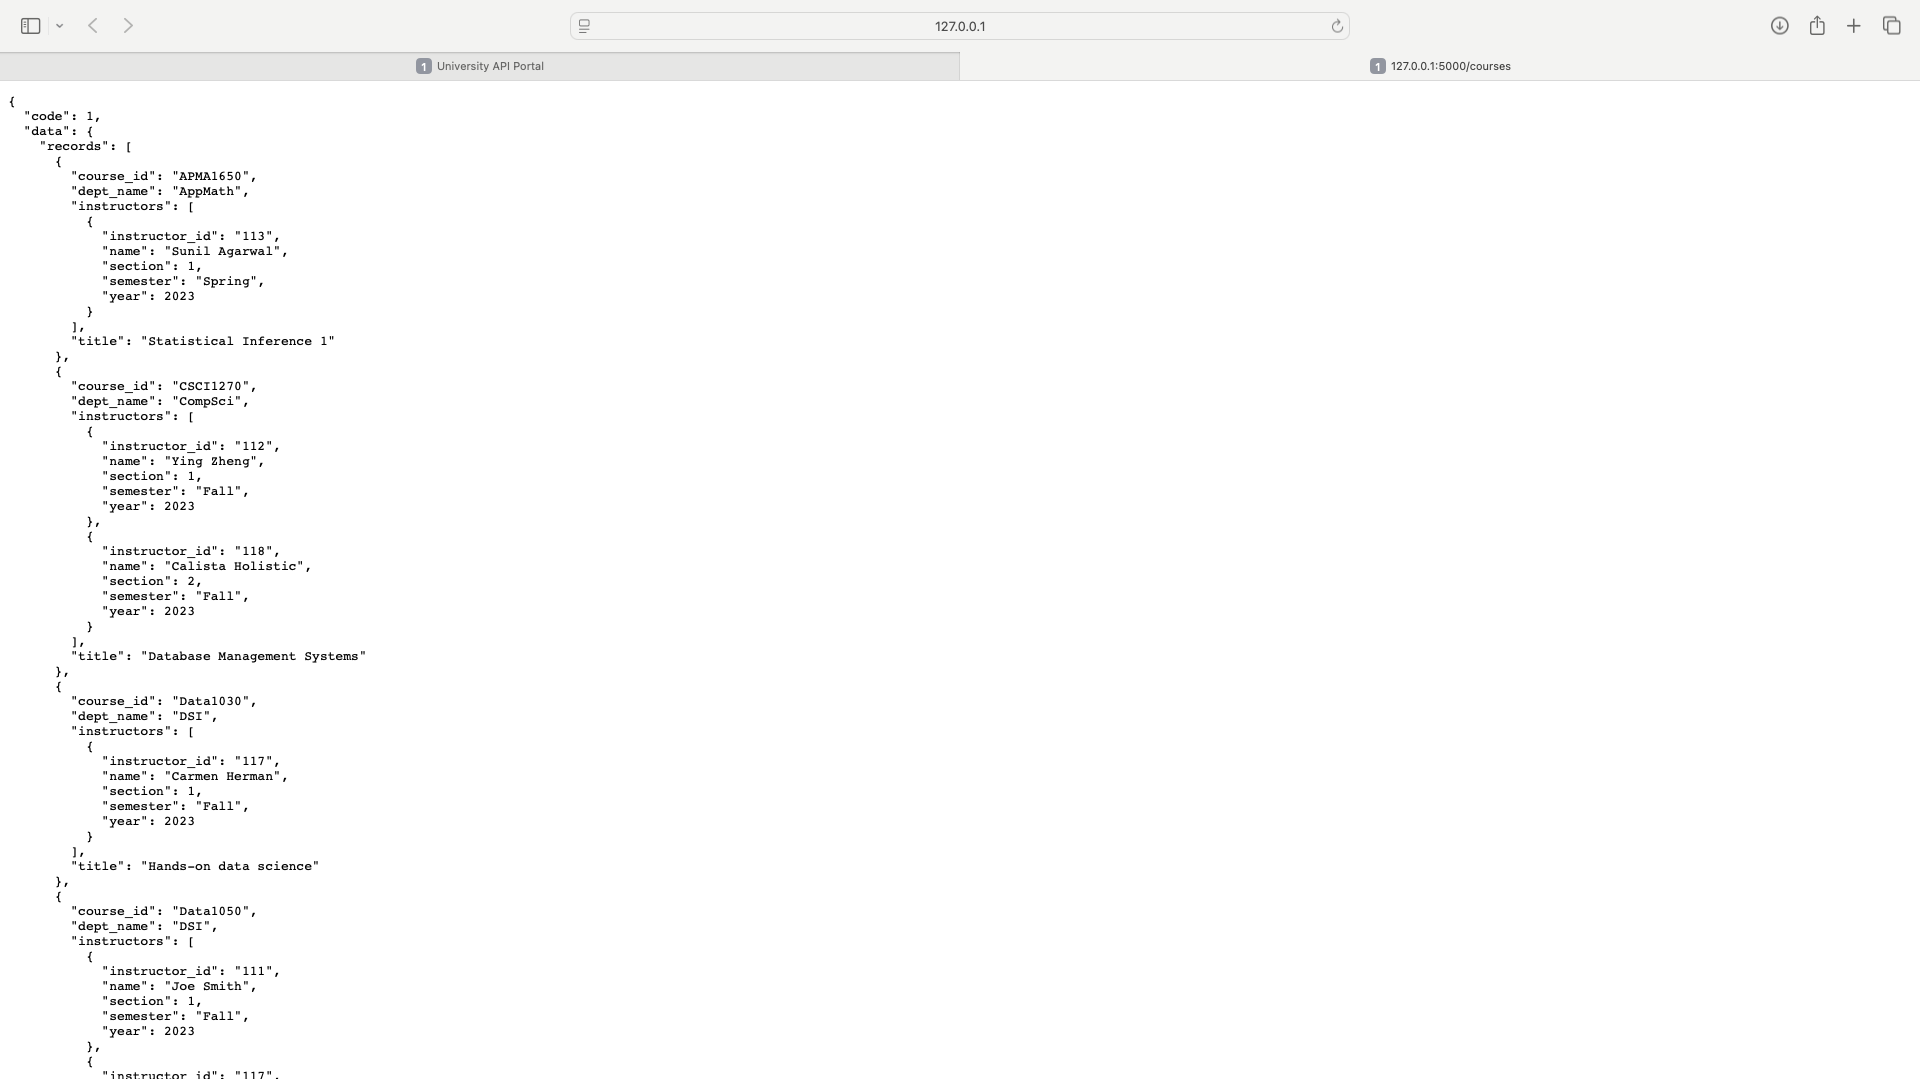 127.0.0.1
1 University API Portal
1 127.0.0.1:5000/courses
{
  "code": 1,
  "data": {
    "records": [
      {
        "course_id": "APMA1650",
        "dept_name": "AppMath",
        "instructors": [
          {
            "instructor_id": "113",
            "name": "Sunil Agarwal",
            "section": 1,
            "semester": "Spring",
            "year": 2023
          }
        ],
        "title": "Statistical Inference 1"
      },
      {
        "course_id": "CSCI1270",
        "dept_name": "CompSci",
        "instructors": [
          {
            "instructor_id": "112",
            "name": "Ying Zheng",
            "section": 1,
            "semester": "Fall",
            "year": 2023
          },
          {
            "instructor_id": "118",
            "name": "Calista Holistic",
            "section": 2,
            "semester": "Fall",
            "year": 2023
          }
        ],
        "title": "Database Management Systems"
      },
      {
        "course_id": "Data1030",
        "dept_name": "DSI",
        "instructors": [
          {
            "instructor_id": "117",
            "name": "Carmen Herman",
            "section": 1,
            "semester": "Fall",
            "year": 2023
          }
        ],
        "title": "Hands-on data science"
      },
      {
        "course_id": "Data1050",
        "dept_name": "DSI",
        "instructors": [
          {
            "instructor_id": "111",
            "name": "Joe Smith",
            "section": 1,
            "semester": "Fall",
            "year": 2023
          },
          {
            "instructor_id": "117",